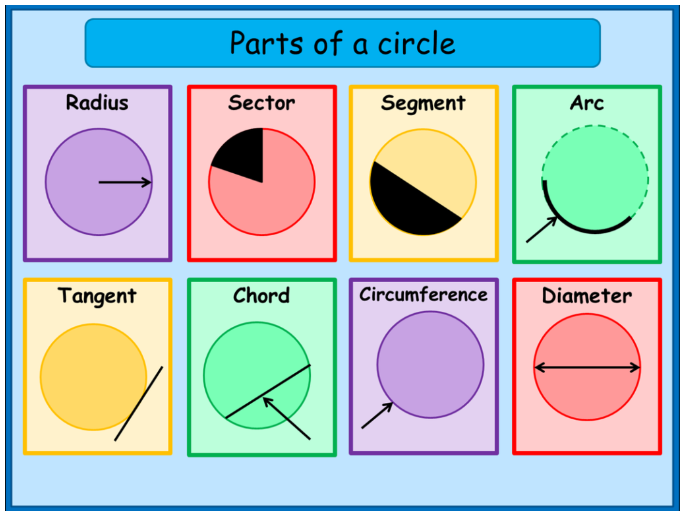 Parts of a circle
Radius
Sector
Segment
Arc
Tangent
Chord
Circumference
Diameter